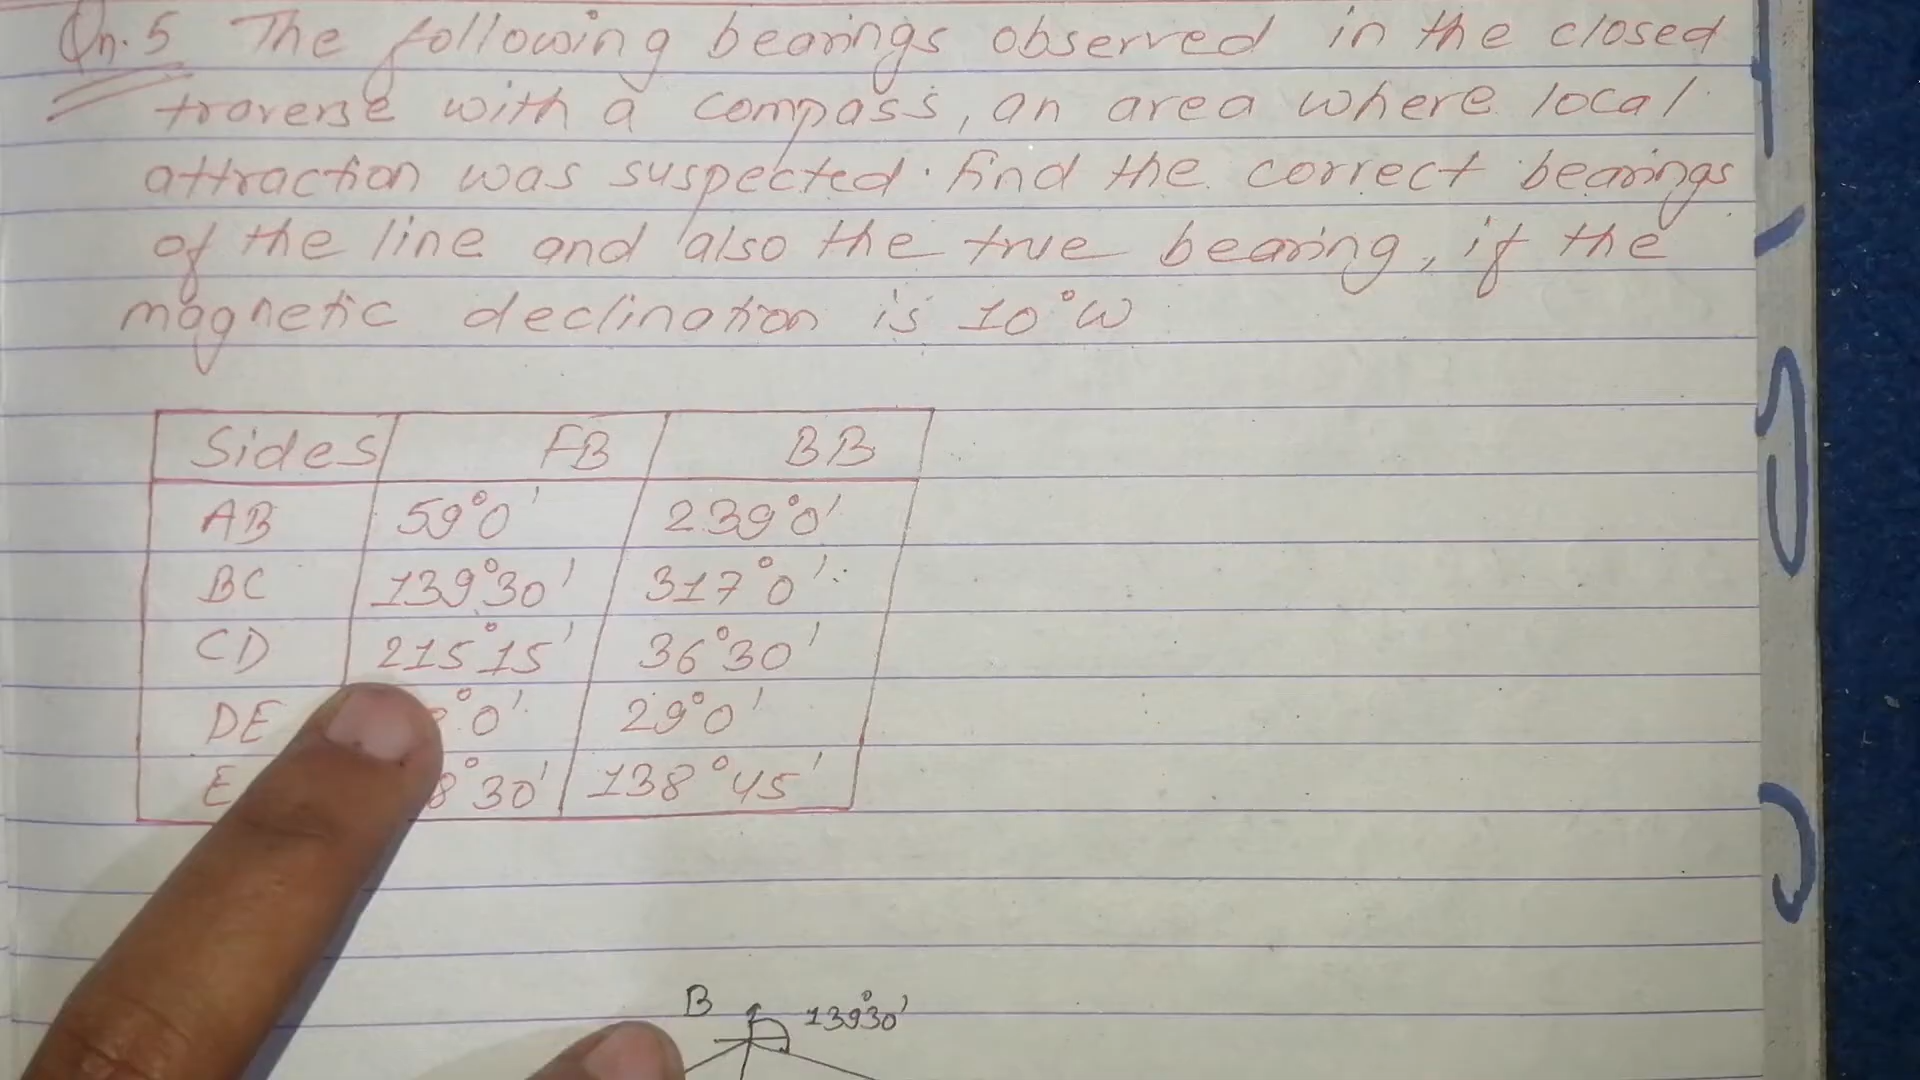 Qn.5 The following bearings observed in the closed
traverse with a compass, an area where local
attraction was suspected. find the correct bearings
of the line and also the true bearing, if the
magnetic declination is 10°W
Sides FB BB
AB 59°0' 239°0'
BC 139°30' 317°0'
CD 215°15' 36°30'
DE °0' 29°0'
E 8°30' 138°45'
B 139°30'